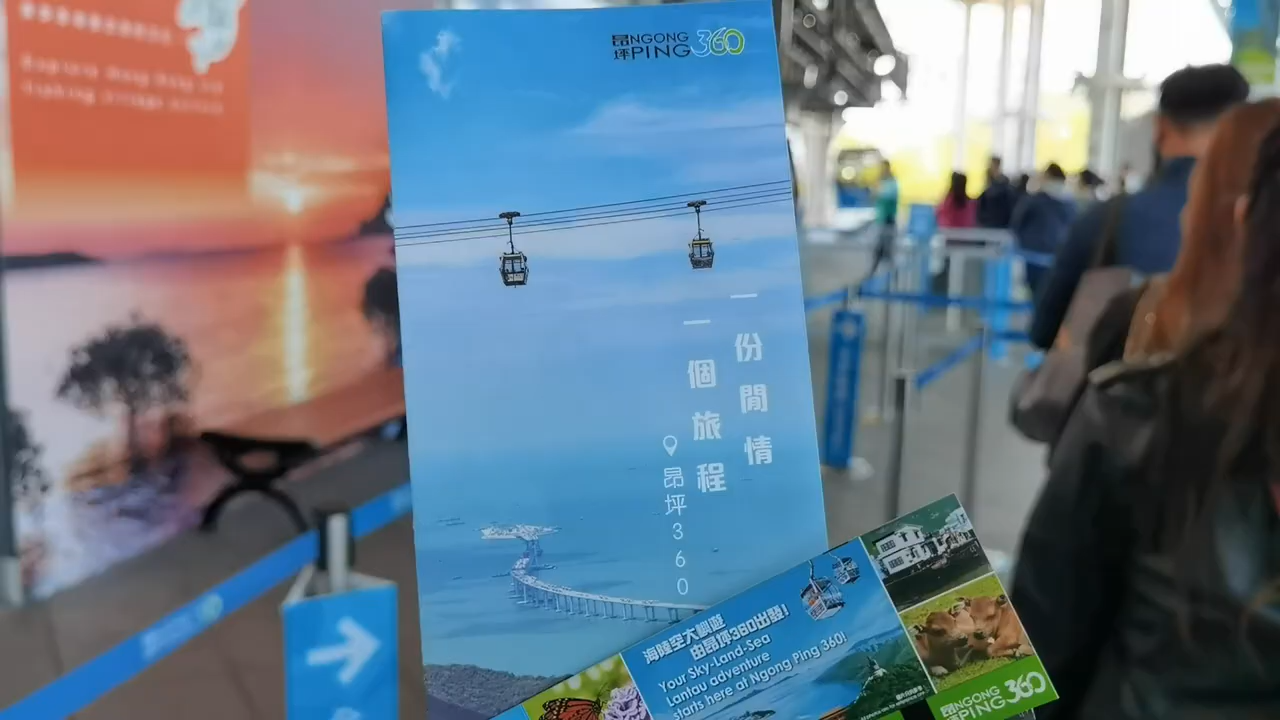 昂 NGONG
坪 PING 360
一份閒情
一個旅程
昂坪360
海陸空大嶼遊
由昂坪360出發!
Your Sky-Land-Sea
Lantau adventure
starts here at Ngong Ping 360!
昂 NGONG
坪 PING 360